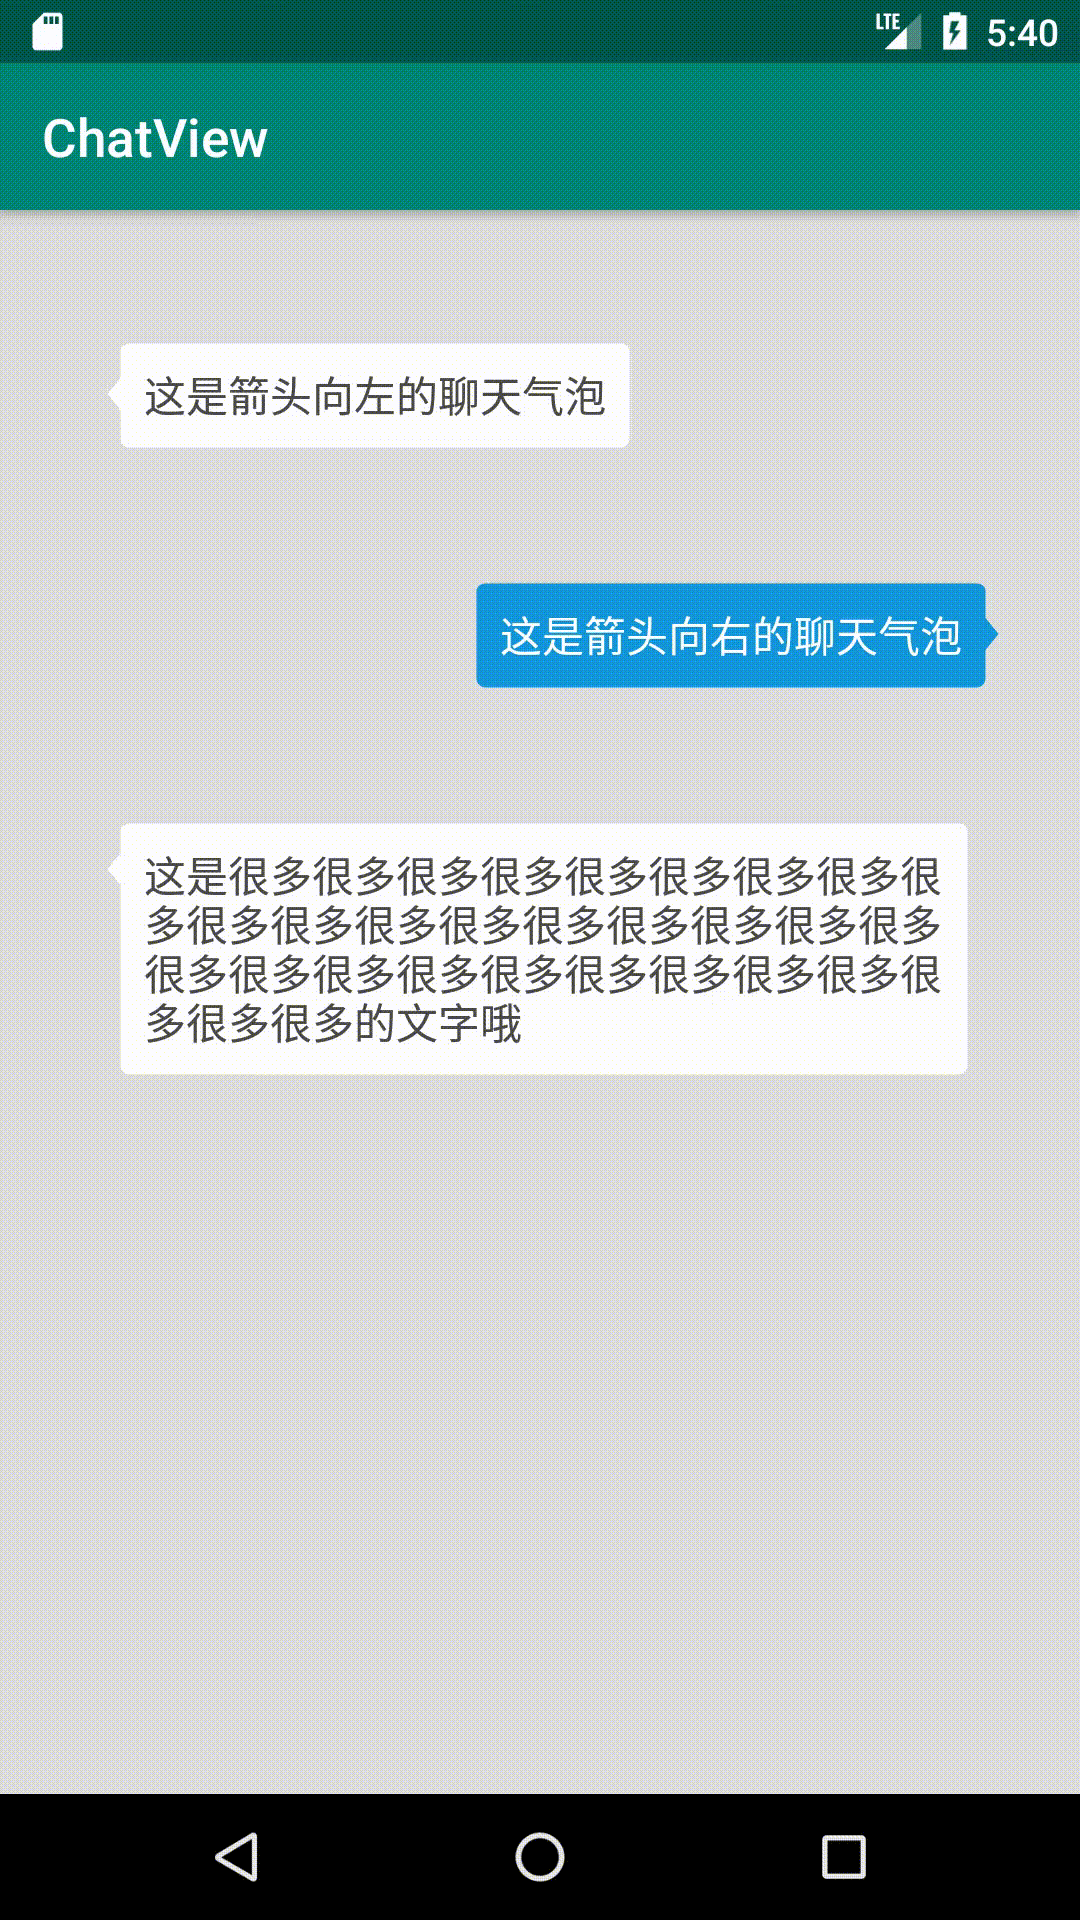 LTE 5:40
ChatView
这是箭头向左的聊天气泡
这是箭头向右的聊天气泡
这是很多很多很多很多很多很多很多很多很
多很多很多很多很多很多很多很多很多很多
很多很多很多很多很多很多很多很多很多很
多很多很多的文字哦